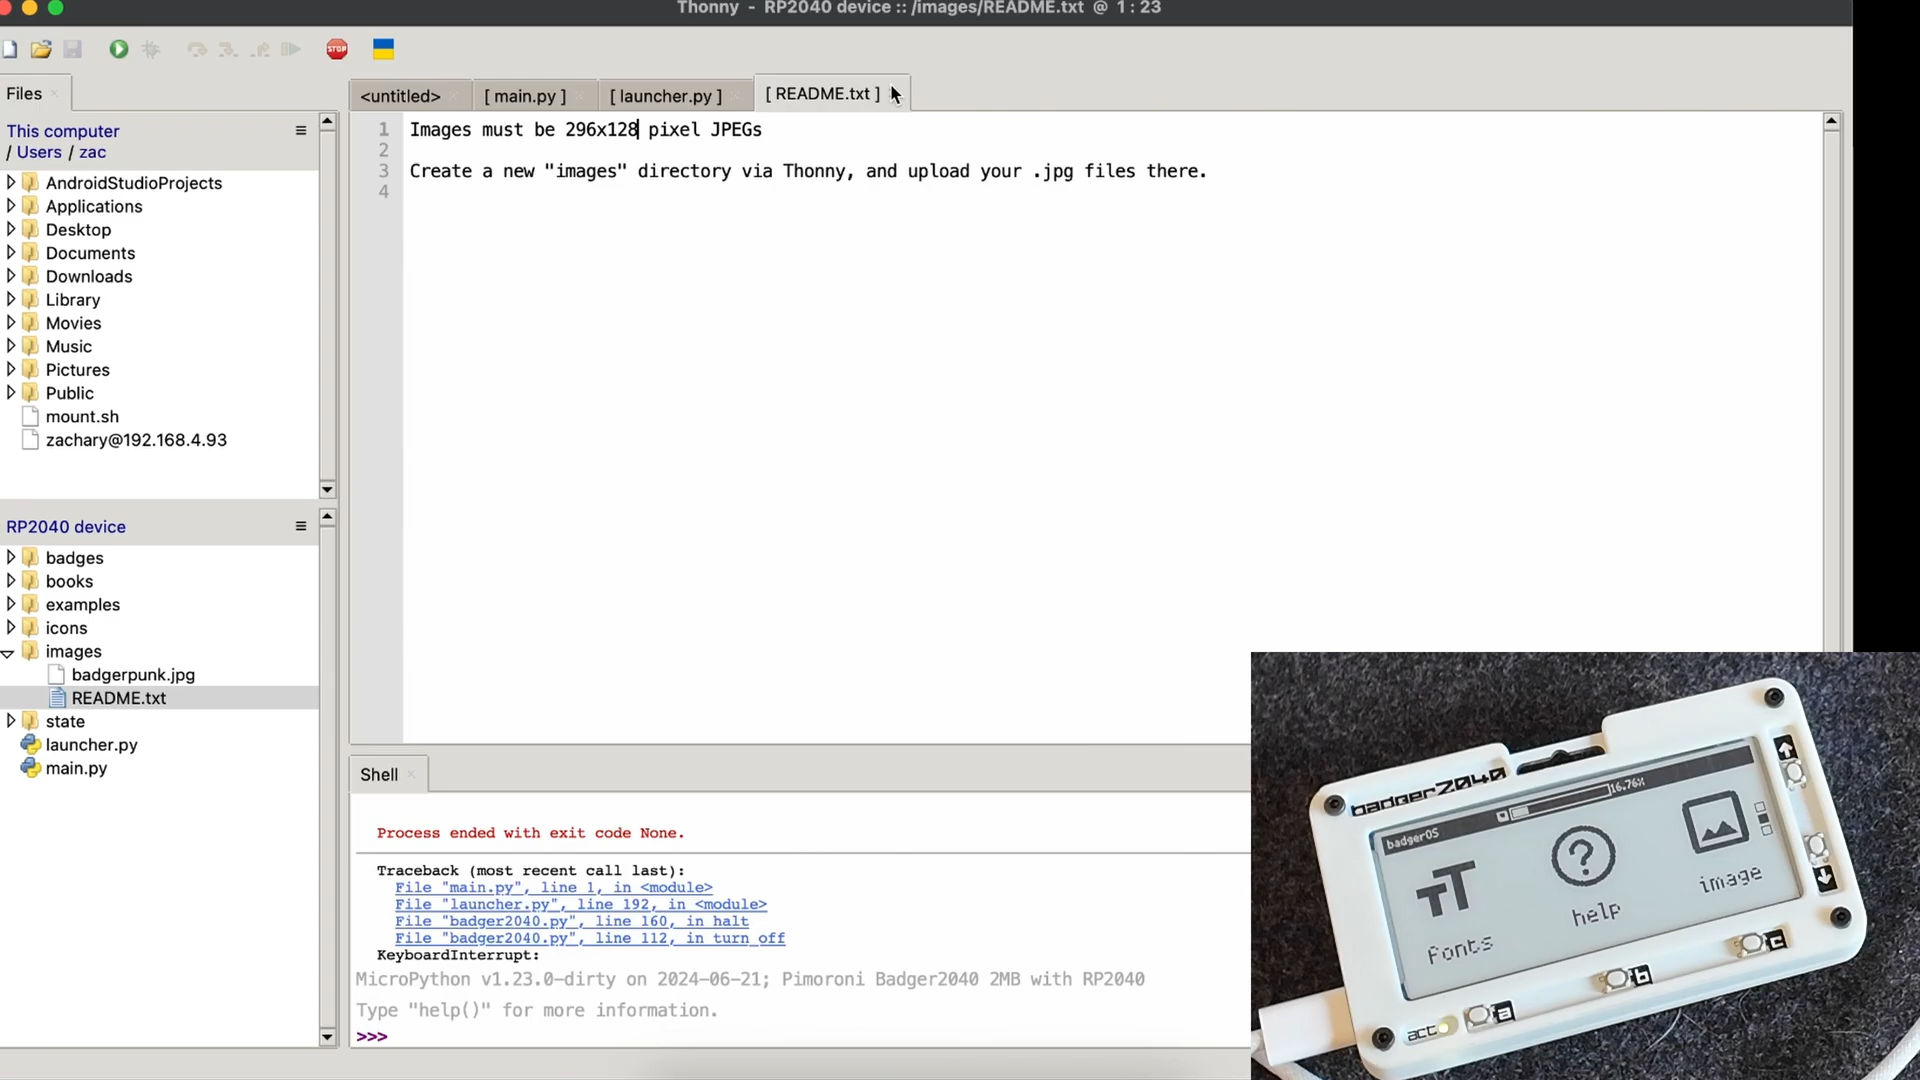 Thonny - RP2040 device :: /images/README.txt @ 1 : 23
STOP
Files
<untitled>
[ main.py ]
[ launcher.py ]
[ README.txt ]
This computer
/ Users / zac
AndroidStudioProjects
Applications
Desktop
Documents
Downloads
Library
Movies
Music
Pictures
Public
mount.sh
zachary@192.168.4.93
1 Images must be 296x128 pixel JPEGs
2
3 Create a new "images" directory via Thonny, and upload your .jpg files there.
4
RP2040 device
badges
books
examples
icons
images
badgerpunk.jpg
README.txt
state
launcher.py
main.py
Shell
Process ended with exit code None.
Traceback (most recent call last):
File "main.py", line 1, in <module>
File "launcher.py", line 192, in <module>
File "badger2040.py", line 160, in halt
File "badger2040.py", line 112, in turn_off
KeyboardInterrupt:
MicroPython v1.23.0-dirty on 2024-06-21; Pimoroni Badger2040 2MB with RP2040
Type "help()" for more information.
>>>
badger2040
badgerOS
16.76%
fonts
help
image
act
a
b
c